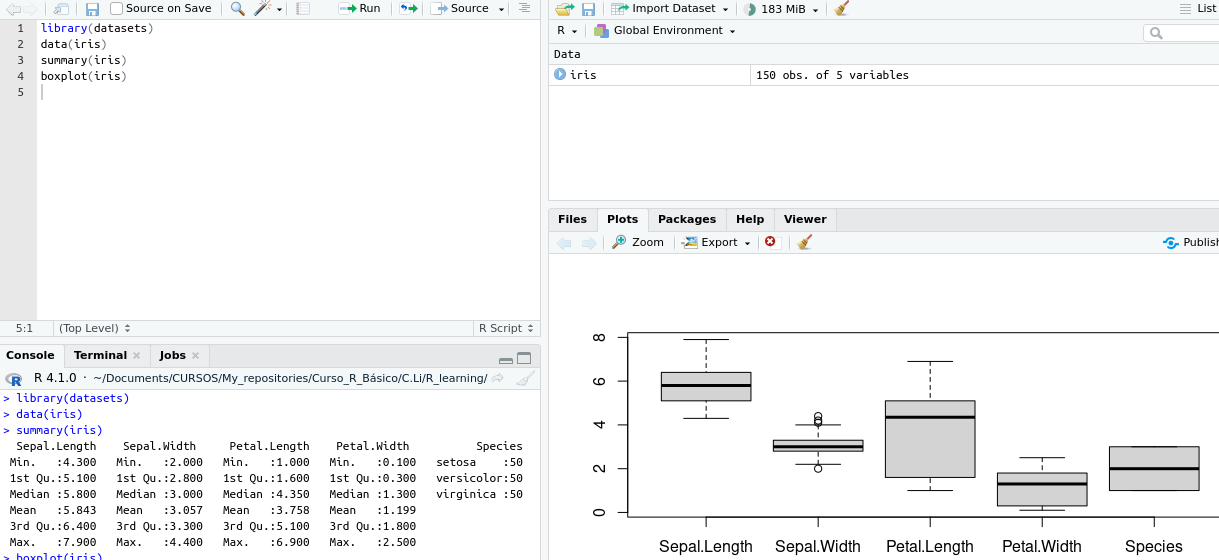 Source on Save Run Source
1 library(datasets)
2 data(iris)
3 summary(iris)
4 boxplot(iris)
5
5:1 (Top Level) R Script
Console Terminal Jobs
R 4.1.0 · ~/Documents/CURSOS/My_repositories/Curso_R_Básico/C.Li/R_learning/
> library(datasets)
> data(iris)
> summary(iris)
Sepal.Length Sepal.Width Petal.Length Petal.Width Species
Min. :4.300 Min. :2.000 Min. :1.000 Min. :0.100 setosa :50
1st Qu.:5.100 1st Qu.:2.800 1st Qu.:1.600 1st Qu.:0.300 versicolor:50
Median :5.800 Median :3.000 Median :4.350 Median :1.300 virginica :50
Mean :5.843 Mean :3.057 Mean :3.758 Mean :1.199
3rd Qu.:6.400 3rd Qu.:3.300 3rd Qu.:5.100 3rd Qu.:1.800
Max. :7.900 Max. :4.400 Max. :6.900 Max. :2.500
> boxplot(iris)
Import Dataset 183 MiB List
R Global Environment
Data
iris 150 obs. of 5 variables
Files Plots Packages Help Viewer
Zoom Export Publish
8
6
4
2
0
Sepal.Length Sepal.Width Petal.Length Petal.Width Species